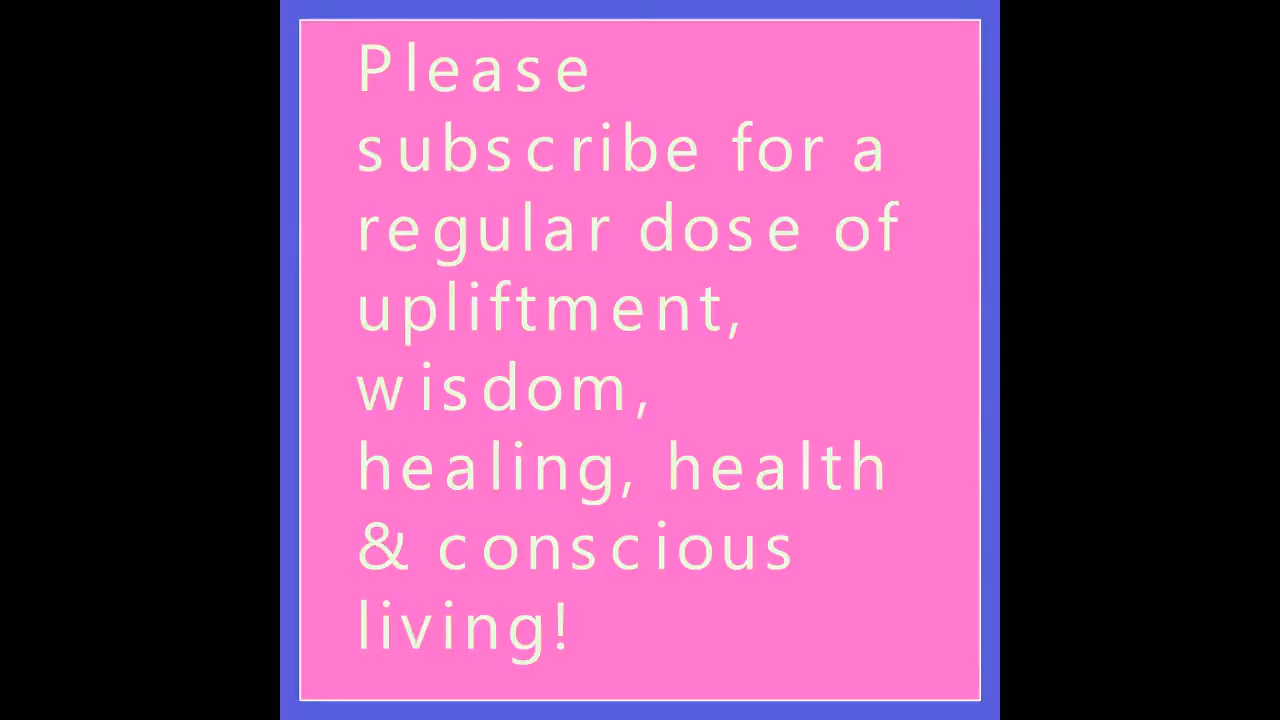 Please
subscribe for a
regular dose of
upliftment,
wisdom,
healing, health
& conscious
living!